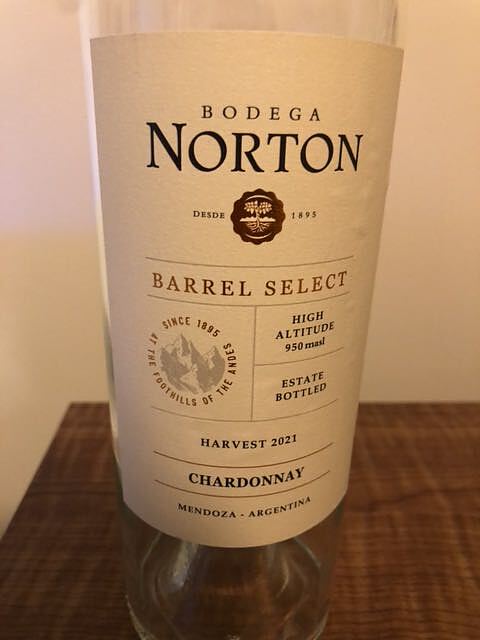 BODEGA
NORTON
DESDE 1895
BARREL SELECT
SINCE 1895
AT THE FOOTHILLS OF THE ANDES
HIGH
ALTITUDE
950 masl
ESTATE
BOTTLED
HARVEST 2021
CHARDONNAY
MENDOZA - ARGENTINA